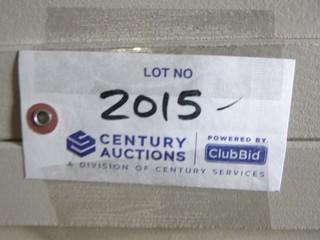 LOT NO
2015-
CENTURY AUCTIONS
POWERED BY:
ClubBid
A DIVISION OF CENTURY SERVICES